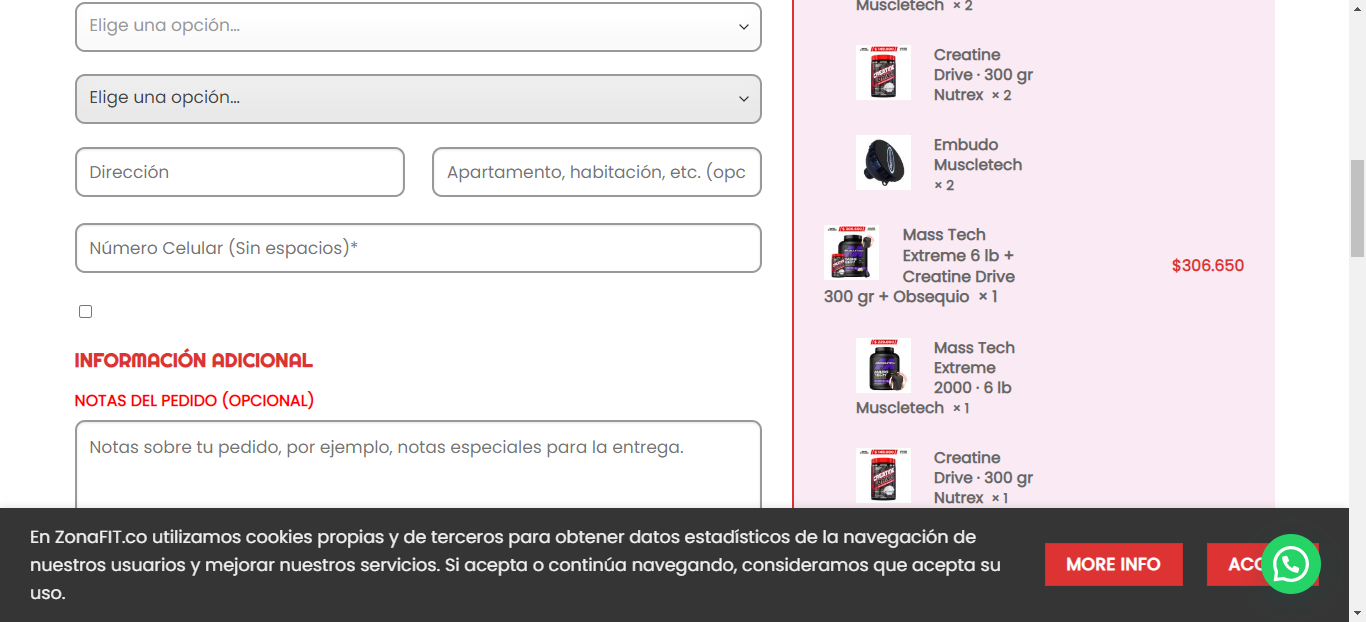 Elige una opción...
Elige una opción...
Dirección
Apartamento, habitación, etc. (opc
Número Celular (Sin espacios)*
INFORMACIÓN ADICIONAL
NOTAS DEL PEDIDO (OPCIONAL)
Notas sobre tu pedido, por ejemplo, notas especiales para la entrega.
Muscletech × 2
Creatine
Drive · 300 gr
Nutrex × 2
Embudo
Muscletech
× 2
Mass Tech
Extreme 6 lb +
Creatine Drive
300 gr + Obsequio × 1
$306.650
Mass Tech
Extreme
2000 · 6 lb
Muscletech × 1
Creatine
Drive · 300 gr
Nutrex × 1
En ZonaFIT.co utilizamos cookies propias y de terceros para obtener datos estadísticos de la navegación de
nuestros usuarios y mejorar nuestros servicios. Si acepta o continúa navegando, consideramos que acepta su
uso.
MORE INFO
ACC